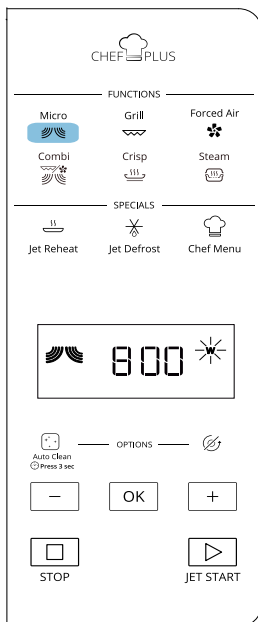 CHEF PLUS
FUNCTIONS
Micro Grill Forced Air
Combi Crisp Steam
SPECIALS
Jet Reheat Jet Defrost Chef Menu
800 W
OPTIONS
Auto Clean
Press 3 sec
− OK +
STOP JET START